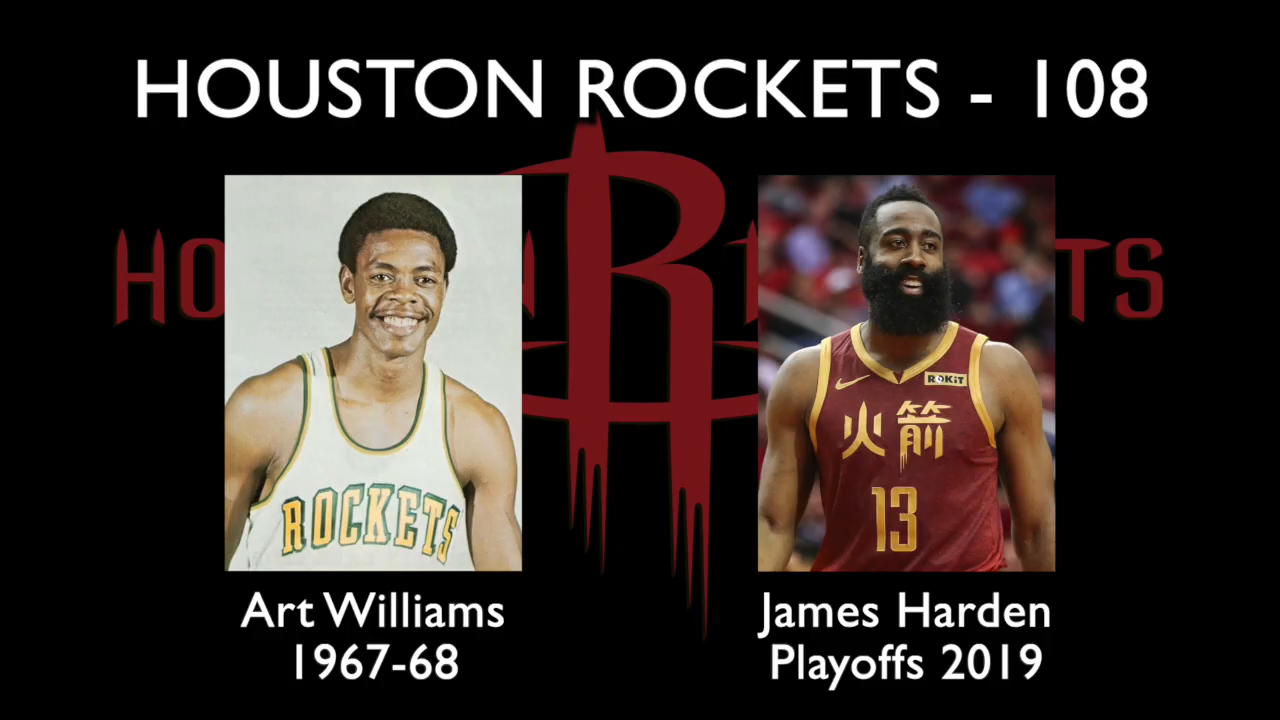 HOUSTON ROCKETS - 108
ROCKETS
ROKiT
火箭
13
Art Williams
1967-68
James Harden
Playoffs 2019